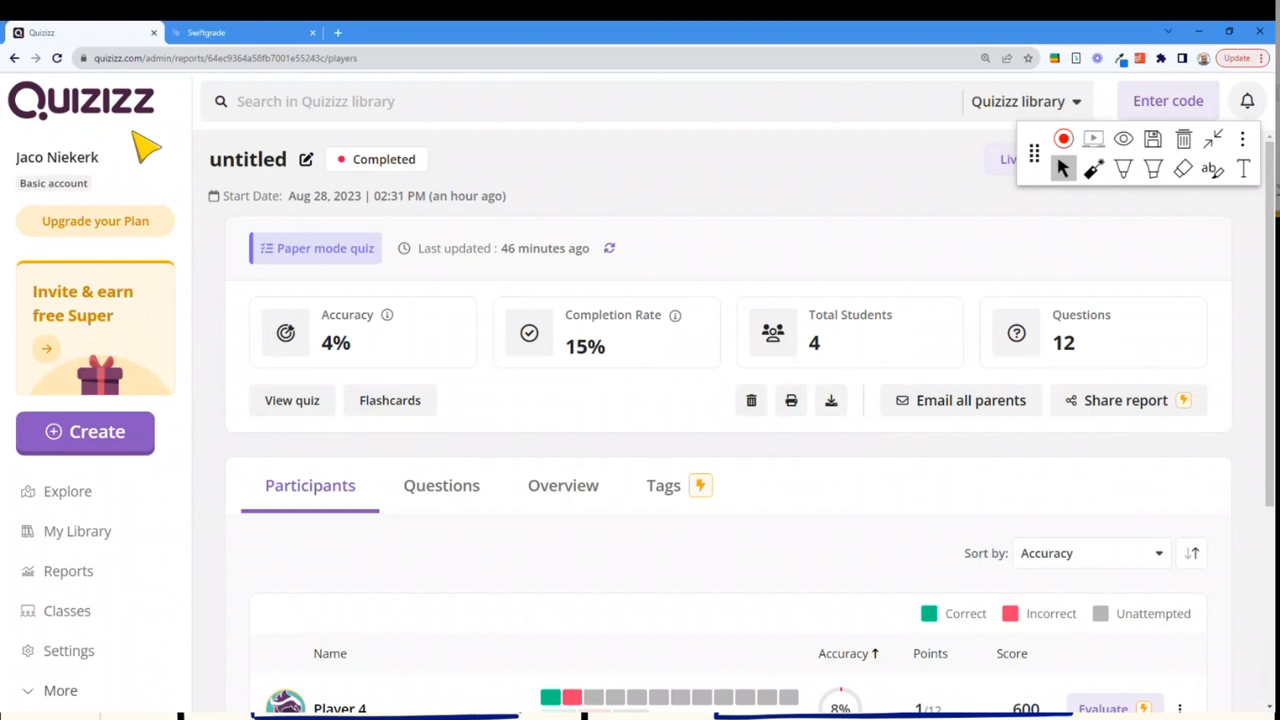 Quizizz
Swiftgrade
quizizz.com/admin/reports/64ec9364a58fb7001e55243c/players
Update
QUIZIZZ
Search in Quizizz library
Quizizz library
Enter code
Jaco Niekerk
Basic account
Upgrade your Plan
Invite & earn
free Super
Create
Explore
My Library
Reports
Classes
Settings
More
untitled
Completed
Liv
Start Date: Aug 28, 2023 | 02:31 PM (an hour ago)
Paper mode quiz
Last updated : 46 minutes ago
Accuracy
4%
Completion Rate
15%
Total Students
4
Questions
12
View quiz
Flashcards
Email all parents
Share report
Participants
Questions
Overview
Tags
Sort by:
Accuracy
Correct
Incorrect
Unattempted
Name
Accuracy
Points
Score
Player 4
8%
1/12
600
Evaluate